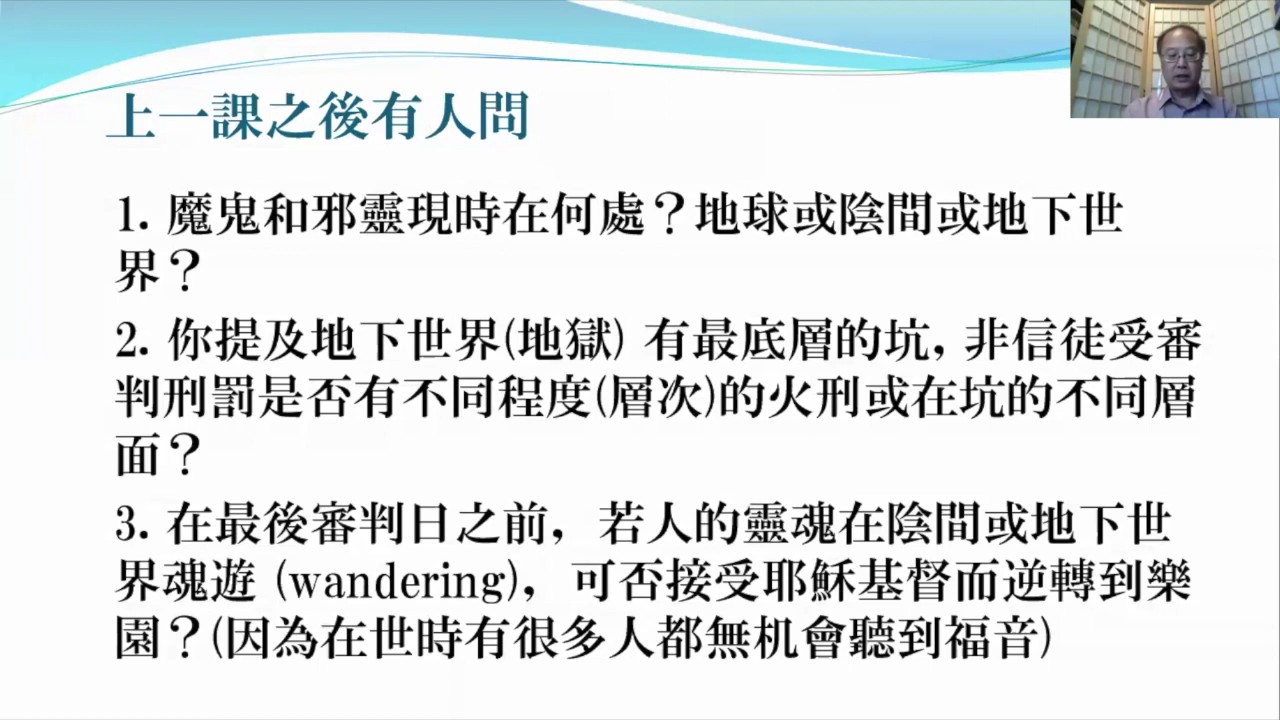 上一課之後有人問
1. 魔鬼和邪靈現時在何處？地球或陰間或地下世
界？
2. 你提及地下世界(地獄) 有最底層的坑, 非信徒受審
判刑罰是否有不同程度(層次)的火刑或在坑的不同層
面？
3. 在最後審判日之前，若人的靈魂在陰間或地下世
界魂遊 (wandering)，可否接受耶穌基督而逆轉到樂
園？(因為在世時有很多人都無机會聽到福音)